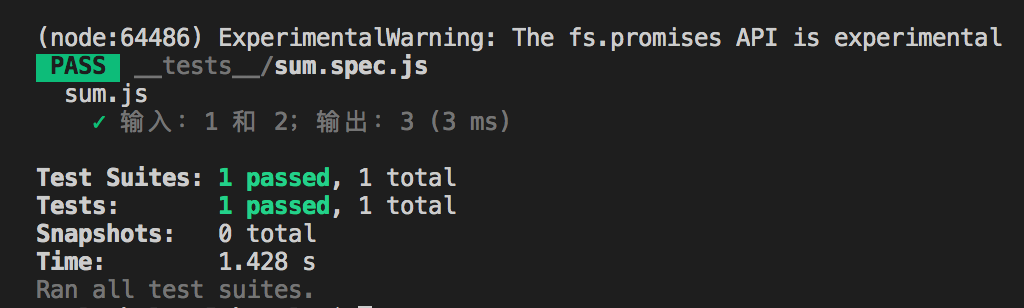 (node:64486) ExperimentalWarning: The fs.promises API is experimental
PASS __tests__/sum.spec.js
sum.js
✓ 输入：1 和 2；输出：3 (3 ms)
Test Suites: 1 passed, 1 total
Tests: 1 passed, 1 total
Snapshots: 0 total
Time: 1.428 s
Ran all test suites.